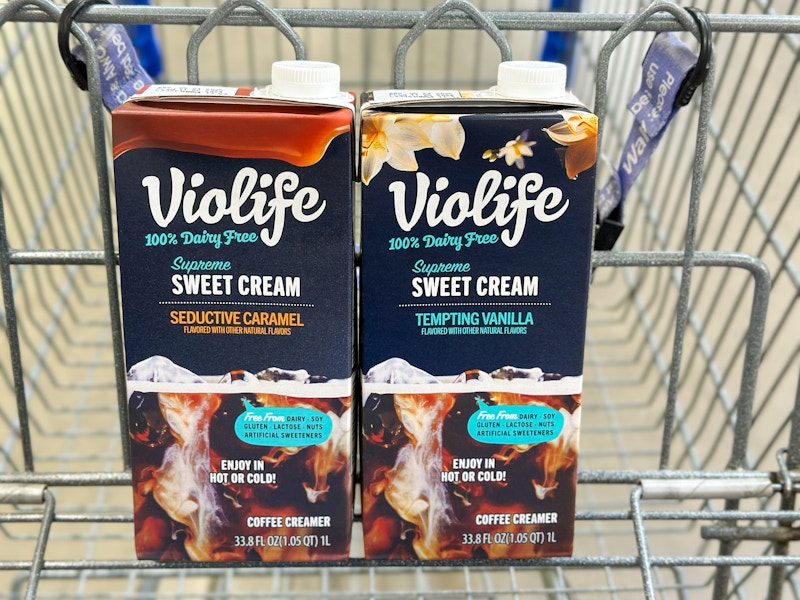 Violife
100% Dairy Free
Supreme
SWEET CREAM
SEDUCTIVE CARAMEL
FLAVORED WITH OTHER NATURAL FLAVORS
Free From DAIRY - SOY
GLUTEN - LACTOSE - NUTS
ARTIFICIAL SWEETENERS
ENJOY IN
HOT OR COLD!
COFFEE CREAMER
33.8 FL OZ(1.05 QT) 1L
Violife
100% Dairy Free
Supreme
SWEET CREAM
TEMPTING VANILLA
FLAVORED WITH OTHER NATURAL FLAVORS
Free From DAIRY - SOY
GLUTEN - LACTOSE - NUTS
ARTIFICIAL SWEETENERS
ENJOY IN
HOT OR COLD!
COFFEE CREAMER
33.8 FL OZ(1.05 QT) 1L